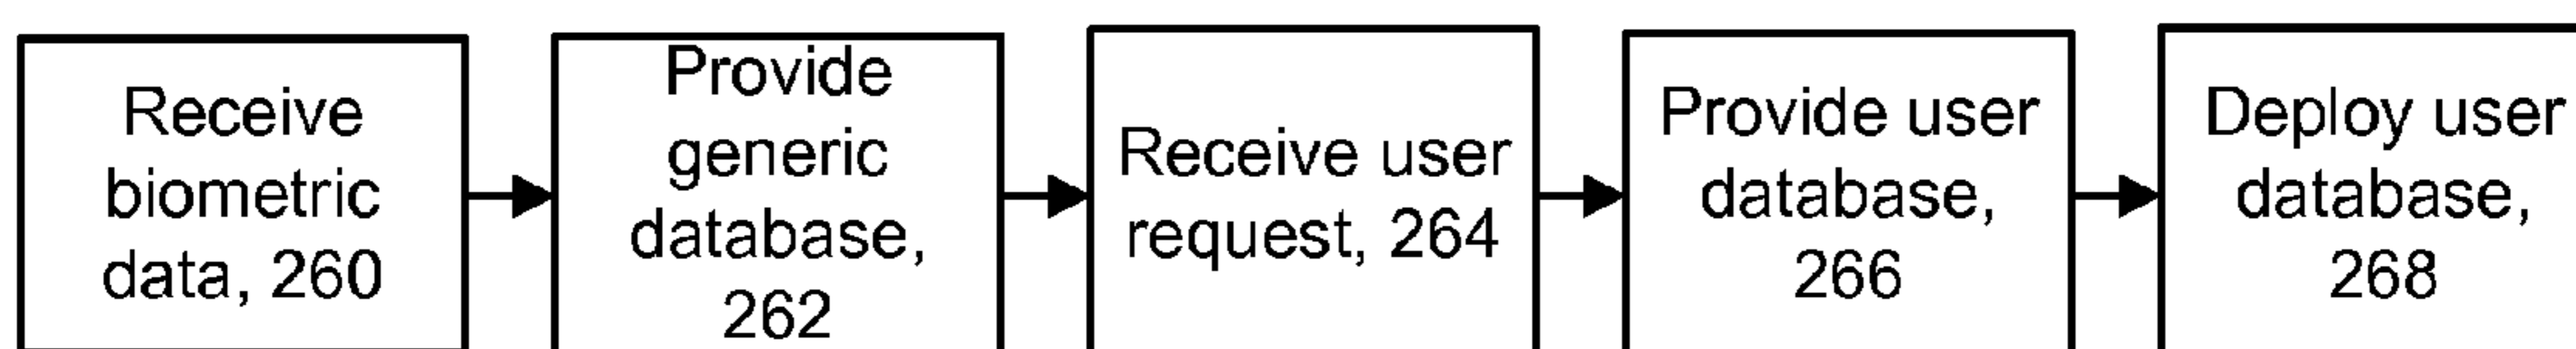 Receive
biometric
data, 260
Provide
generic
database,
262
Receive user
request, 264
Provide user
database,
266
Deploy user
database,
268